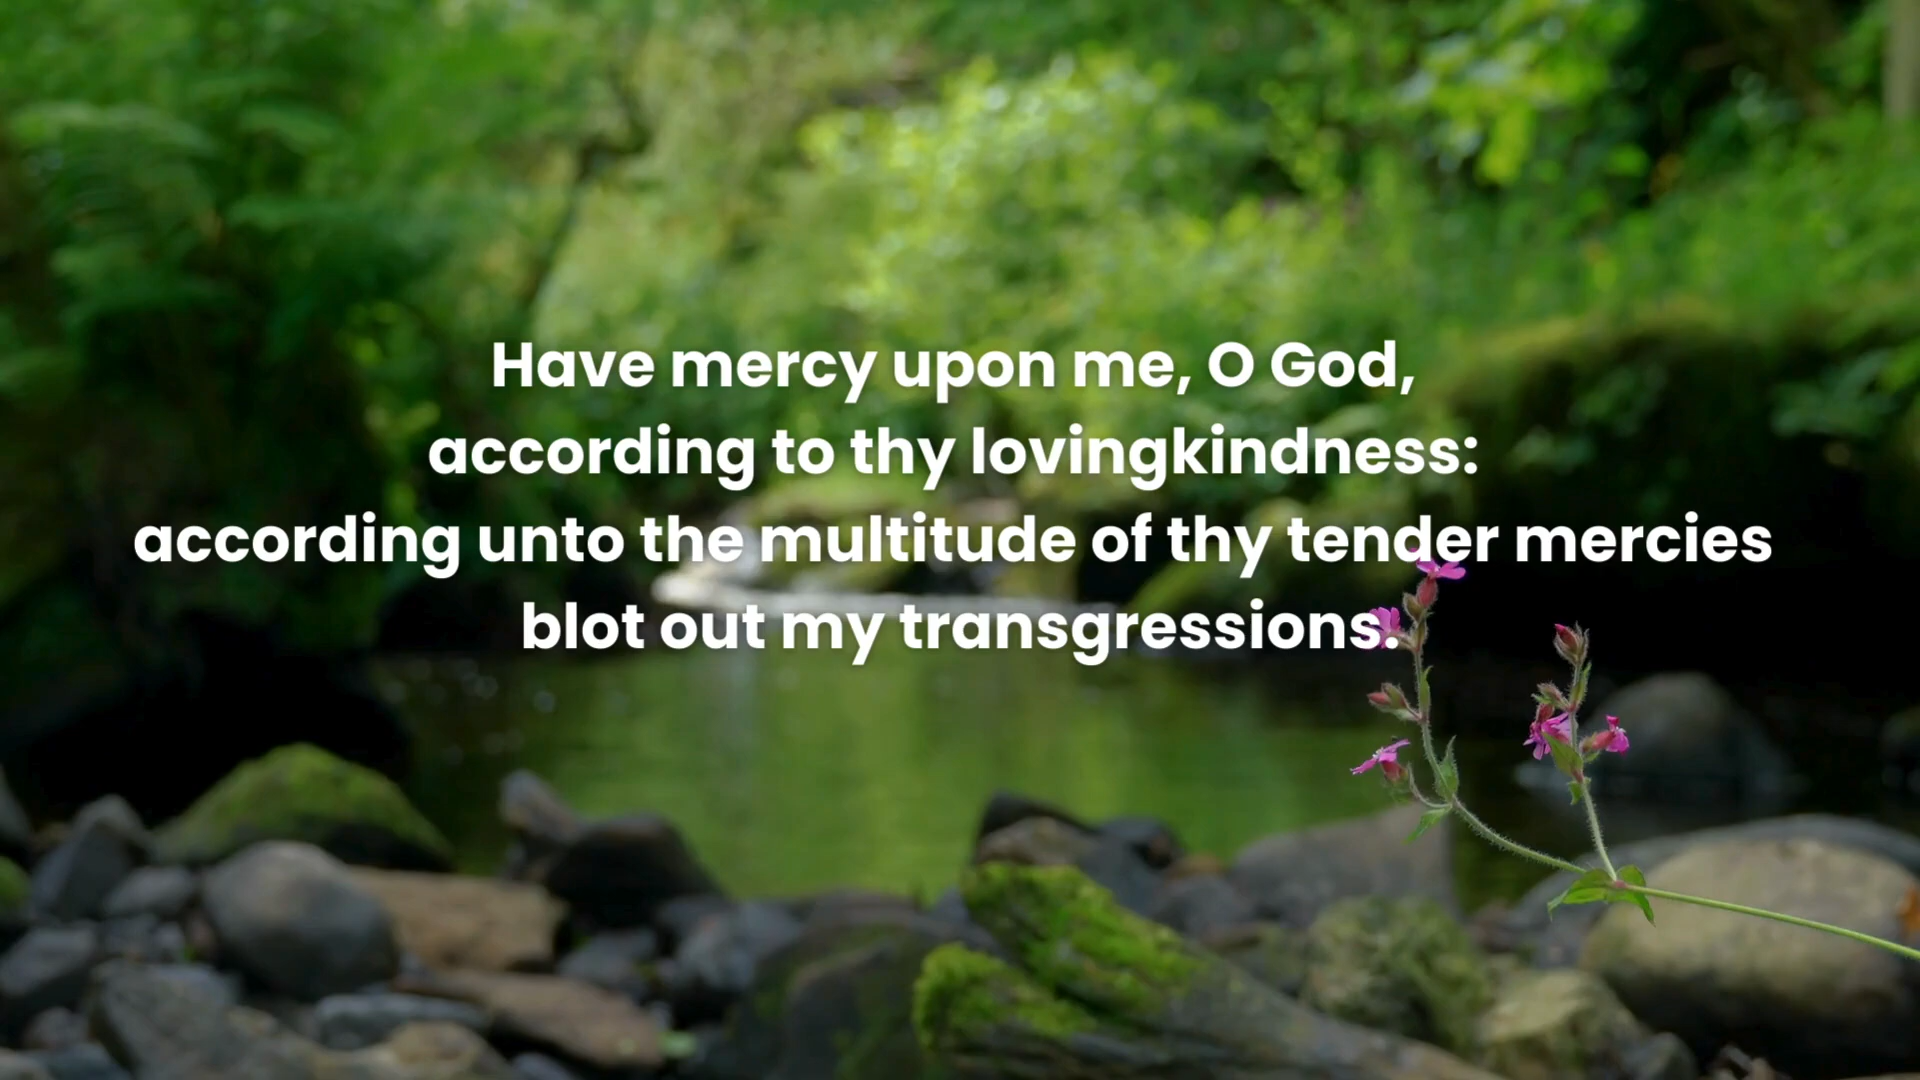 Have mercy upon me, O God,
according to thy lovingkindness:
according unto the multitude of thy tender mercies
blot out my transgressions.